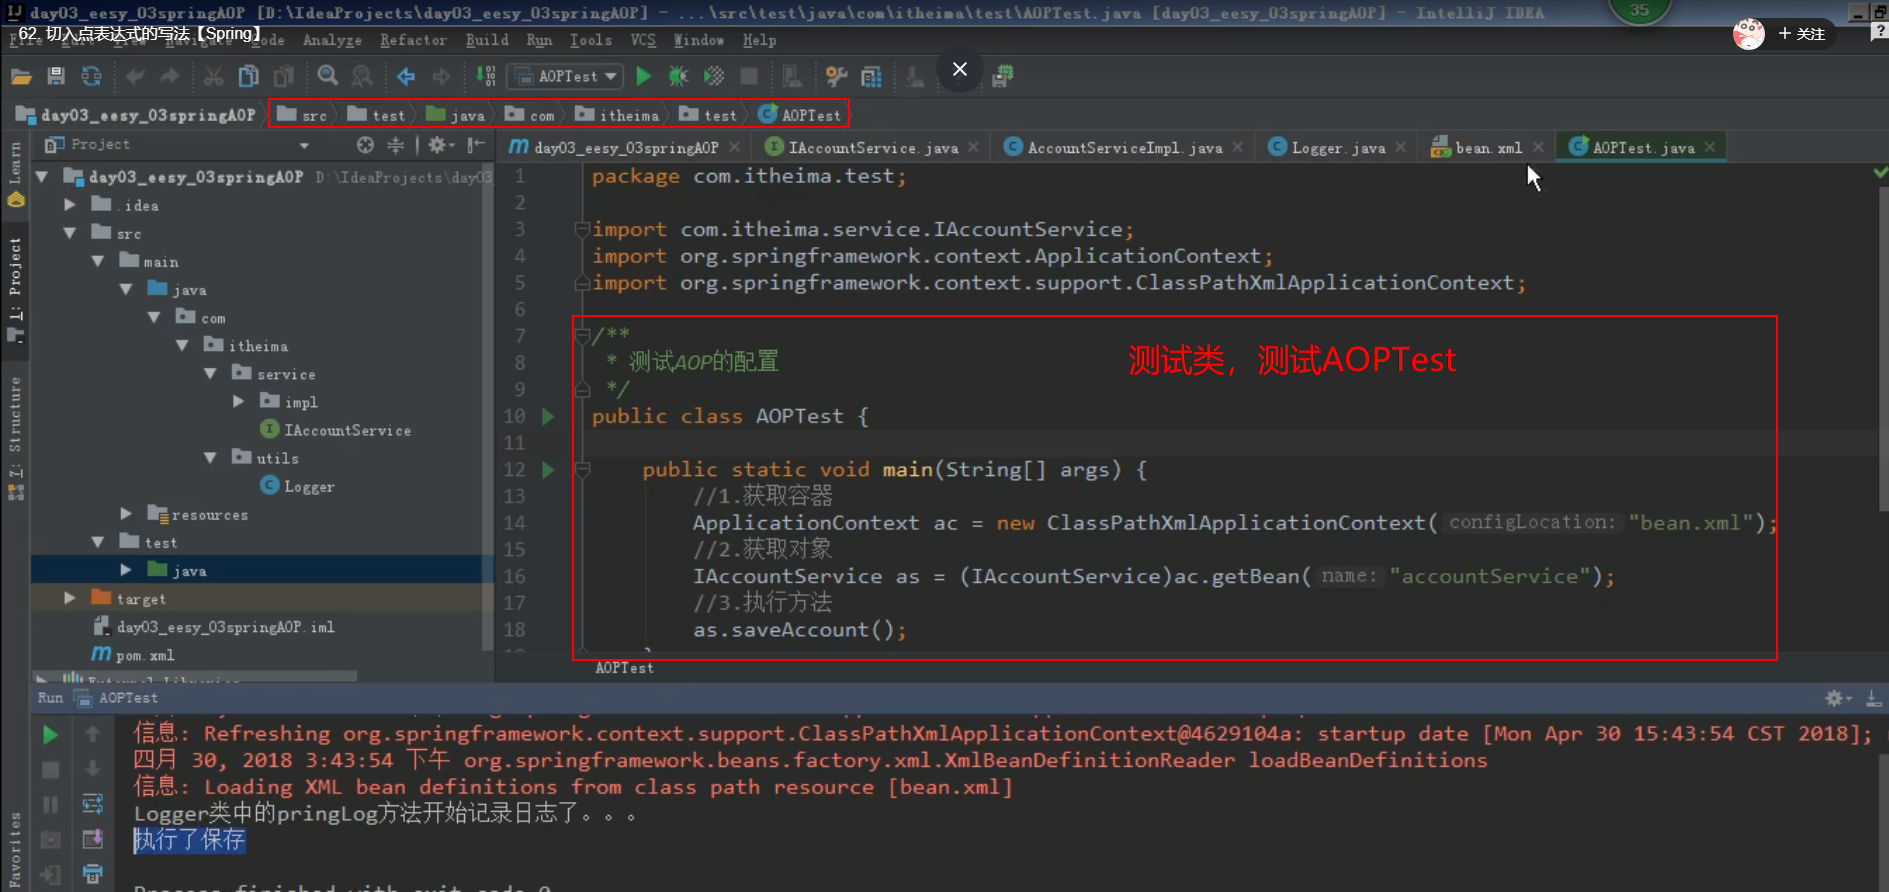 day03_eesy_03springAOP [D:\IdeaProjects\day03_eesy_03springAOP] - ...\src\test\java\com\itheima\test\AOPTest.java [day03_eesy_03springAOP] - IntelliJ IDEA
35
62. 切入点表达式的写法【Spring】
Analyze Refactor Build Run Tools VCS Window Help
+ 关注
AOPTest
day03_eesy_03springAOP src test java com itheima test AOPTest
Project
day03_eesy_03springAOP IAccountService.java AccountServiceImpl.java Logger.java bean.xml AOPTest.java
Learn
1: Project
7: Structure
Favorites
day03_eesy_03springAOP D:\IdeaProjects\day03
.idea
src
main
java
com
itheima
service
impl
IAccountService
utils
Logger
resources
test
java
target
day03_eesy_03springAOP.iml
pom.xml
1 package com.itheima.test;
2
3 import com.itheima.service.IAccountService;
4 import org.springframework.context.ApplicationContext;
5 import org.springframework.context.support.ClassPathXmlApplicationContext;
6
7 /**
8 * 测试AOP的配置
9 */
测试类，测试AOPTest
10 public class AOPTest {
11
12 public static void main(String[] args) {
13 //1.获取容器
14 ApplicationContext ac = new ClassPathXmlApplicationContext( configLocation: "bean.xml");
15 //2.获取对象
16 IAccountService as = (IAccountService)ac.getBean( name: "accountService");
17 //3.执行方法
18 as.saveAccount();
AOPTest
Run AOPTest
信息: Refreshing org.springframework.context.support.ClassPathXmlApplicationContext@4629104a: startup date [Mon Apr 30 15:43:54 CST 2018];
四月 30, 2018 3:43:54 下午 org.springframework.beans.factory.xml.XmlBeanDefinitionReader loadBeanDefinitions
信息: Loading XML bean definitions from class path resource [bean.xml]
Logger类中的pringLog方法开始记录日志了。。。
执行了保存
Process finished with exit code 0